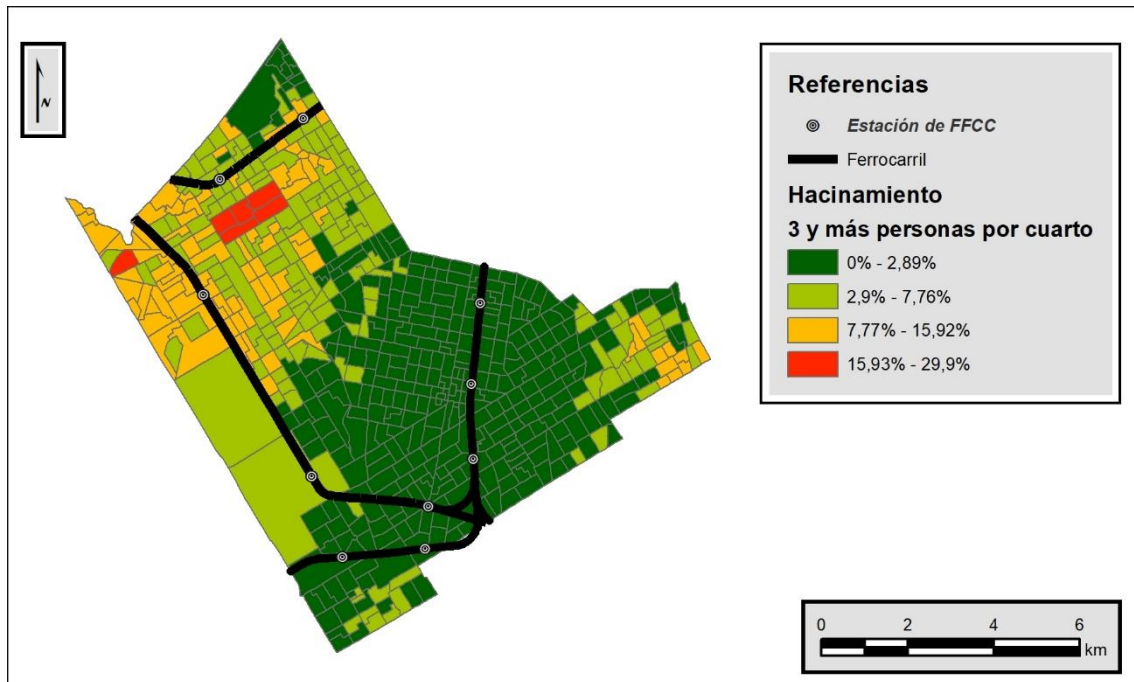 N
Referencias
Estación de FFCC
Ferrocarril
Hacinamiento
3 y más personas por cuarto
0% - 2,89%
2,9% - 7,76%
7,77% - 15,92%
15,93% - 29,9%
0 2 4 6
km